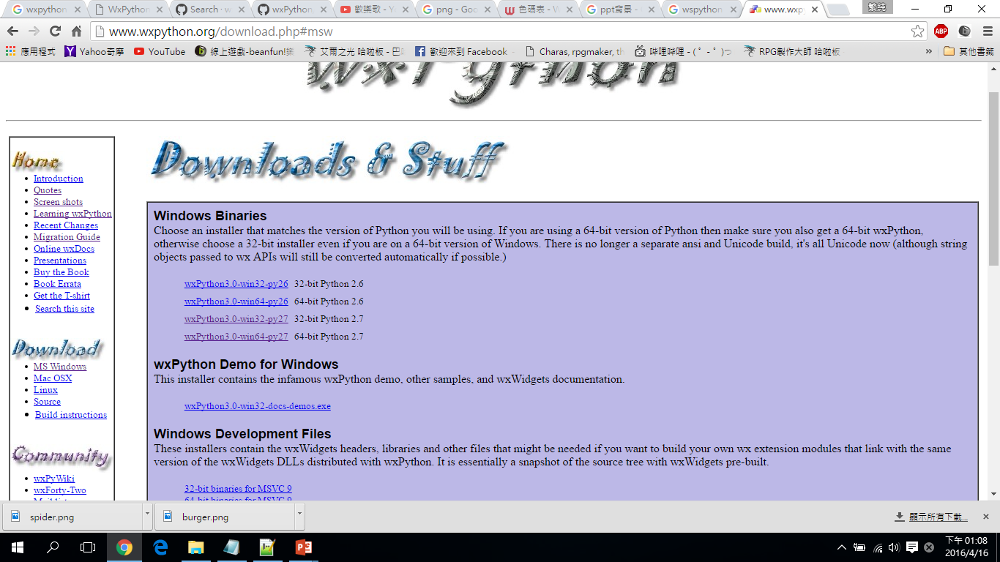 wxpython
WxPython
Search · w
wxPython
歡樂歌 - Y
png - Goo
色碼表 - W
ppt背景 -
wspython
www.wxp
繁純
www.wxpython.org/download.php#msw
應用程式
Yahoo奇摩
YouTube
線上遊戲-beanfun!樂
艾爾之光 哈啦板 - 巴
歡迎來到 Facebook -
Charas, rpgmaker, th
嗶哩嗶哩 - ( ゜- ゜)つ
RPG製作大師 哈啦板 -
»
其他書籤
wxPython
Home
Introduction
Quotes
Screen shots
Learning wxPython
Recent Changes
Migration Guide
Online wxDocs
Presentations
Buy the Book
Book Errata
Get the T-shirt
Search this site
Download
MS Windows
Mac OSX
Linux
Source
Build instructions
Community
wxPyWiki
wxForty-Two
Downloads & Stuff
Windows Binaries
Choose an installer that matches the version of Python you will be using. If you are using a 64-bit version of Python then make sure you also get a 64-bit wxPython,
otherwise choose a 32-bit installer even if you are on a 64-bit version of Windows. There is no longer a separate ansi and Unicode build, it's all Unicode now (although string
objects passed to wx APIs will still be converted automatically if possible.)
wxPython3.0-win32-py26 32-bit Python 2.6
wxPython3.0-win64-py26 64-bit Python 2.6
wxPython3.0-win32-py27 32-bit Python 2.7
wxPython3.0-win64-py27 64-bit Python 2.7
wxPython Demo for Windows
This installer contains the infamous wxPython demo, other samples, and wxWidgets documentation.
wxPython3.0-win32-docs-demos.exe
Windows Development Files
These installers contain the wxWidgets headers, libraries and other files that might be needed if you want to build your own wx extension modules that link with the same
version of the wxWidgets DLLs distributed with wxPython. It is essentially a snapshot of the source tree with wxWidgets pre-built.
32-bit binaries for MSVC 9
64-bit binaries for MSVC 9
spider.png
burger.png
顯示所有下載...
下午 01:08
2016/4/16